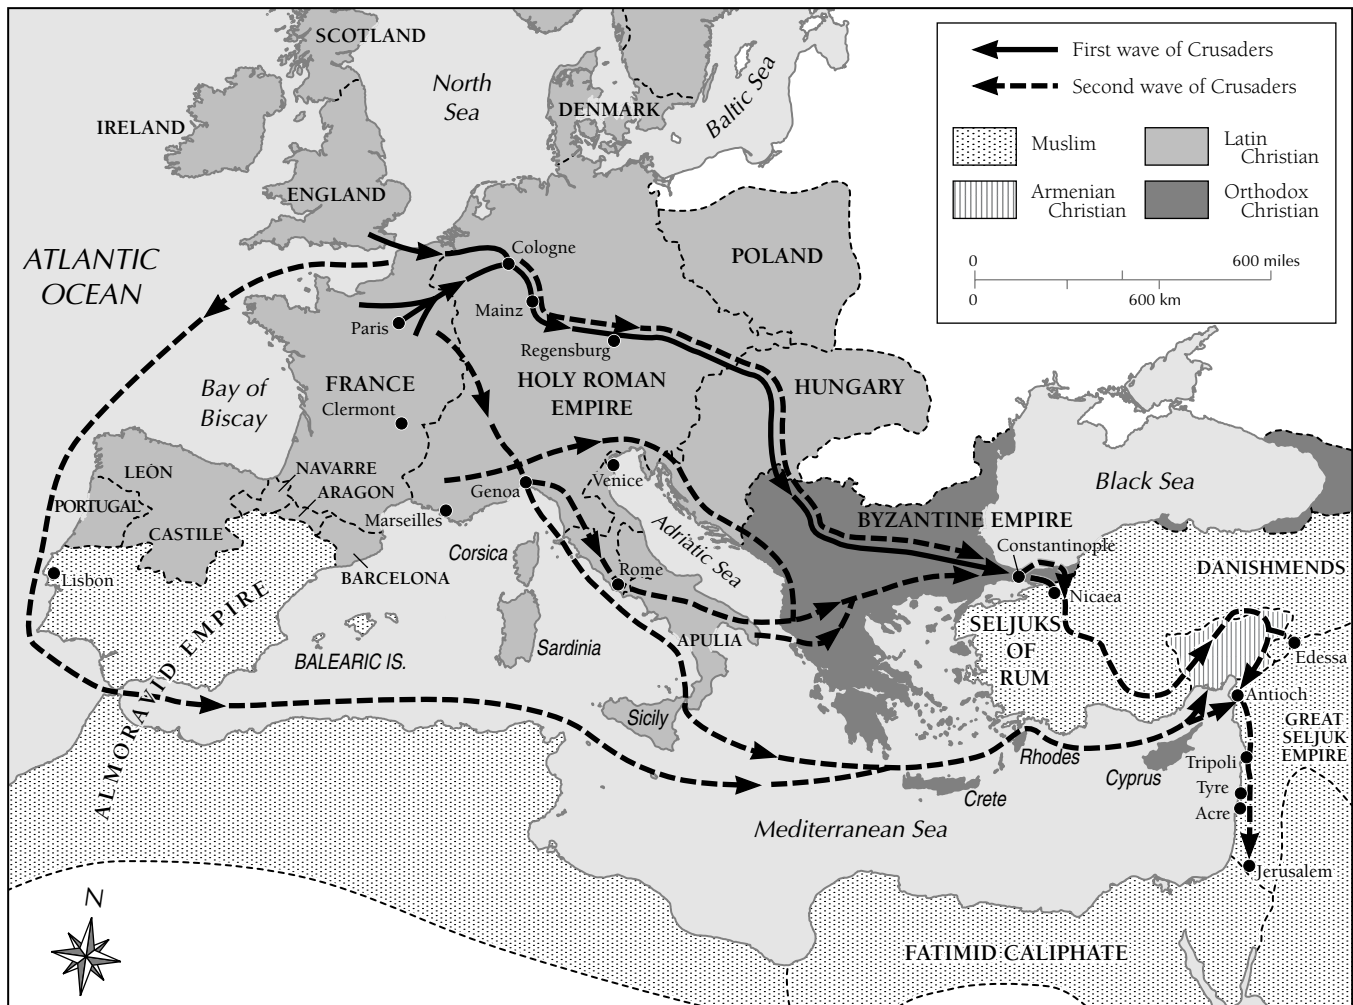 SCOTLAND
North
Sea
DENMARK
Baltic Sea
IRELAND
ENGLAND
ATLANTIC
OCEAN
First wave of Crusaders
Second wave of Crusaders
Muslim
Latin
Christian
Armenian
Christian
Orthodox
Christian
0
600 miles
0
600 km
Cologne
POLAND
Mainz
Paris
Regensburg
Bay of
Biscay
FRANCE
Clermont
HOLY ROMAN
EMPIRE
HUNGARY
LEÓN
NAVARRE
ARAGON
PORTUGAL
CASTILE
Marseilles
Genoa
Venice
Black Sea
BYZANTINE EMPIRE
Constantinople
Adriatic Sea
Corsica
Lisbon
BARCELONA
Rome
Nicaea
DANISHMENDS
ALMORAVID EMPIRE
SELJUKS
OF
RUM
BALEARIC IS.
Sardinia
APULIA
Edessa
Antioch
Sicily
GREAT
SELJUK
EMPIRE
Rhodes
Cyprus
Tripoli
Tyre
Acre
Crete
Mediterranean Sea
Jerusalem
N
FATIMID CALIPHATE